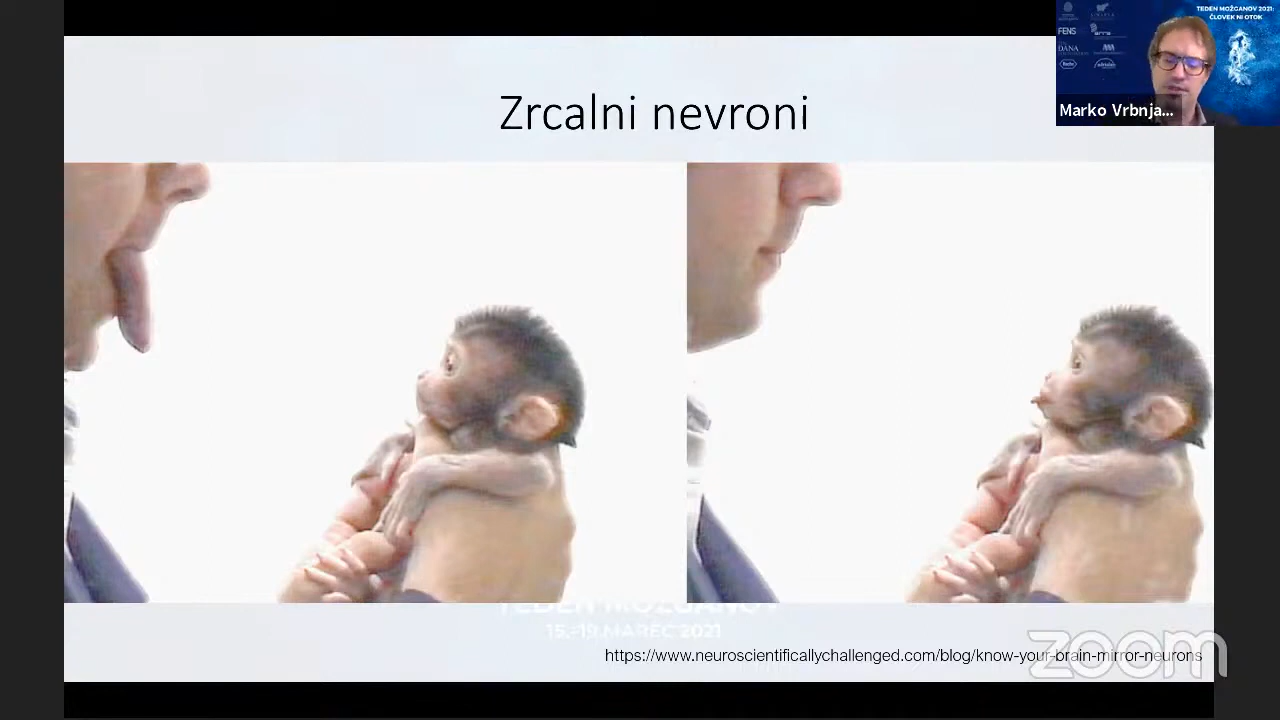 Zrcalni nevroni
TEDEN MOŽGANOV 2021:
ČLOVEK NI OTOK
FENS
DANA
Roche
Marko Vrbnja...
TEDEN MOŽGANOV
15.-19.MAREC 2021
https://www.neuroscientificallychallenged.com/blog/know-your-brain-mirror-neurons
zoom